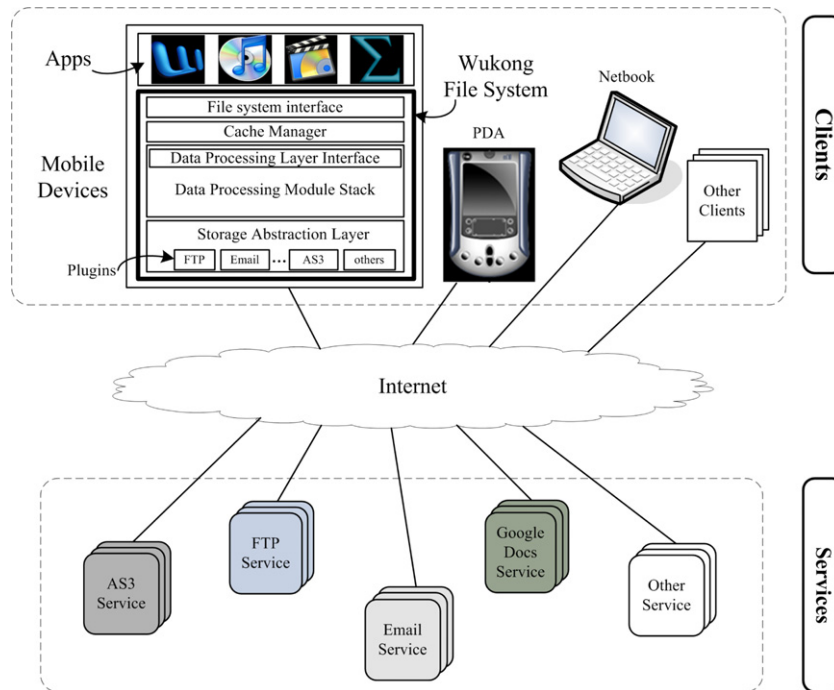 Apps
Wukong
File System
Netbook
File system interface
Cache Manager
PDA
Data Processing Layer Interface
Mobile
Devices
Data Processing Module Stack
Other
Clients
Storage Abstraction Layer
Plugins
FTP
Email
...
AS3
others
Clients
Internet
FTP
Service
Google
Docs
Service
AS3
Service
Other
Service
Email
Service
Services